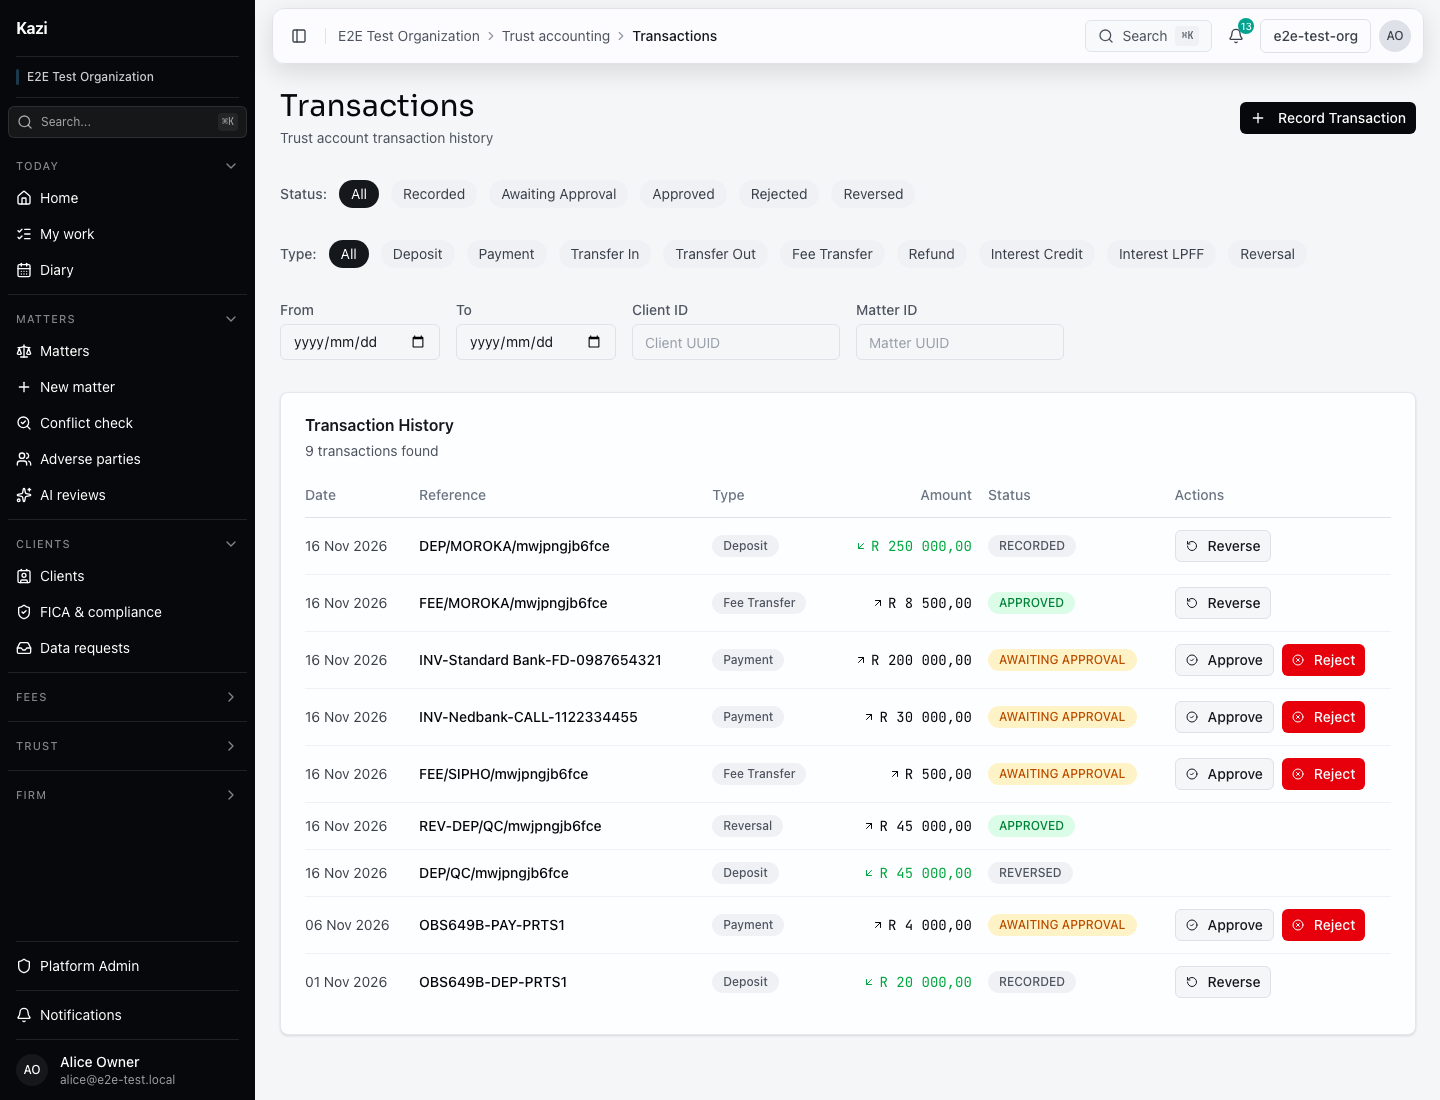 Kazi
E2E Test Organization
Search... ⌘K
TODAY
Home
My work
Diary
MATTERS
Matters
New matter
Conflict check
Adverse parties
AI reviews
CLIENTS
Clients
FICA & compliance
Data requests
FEES
TRUST
FIRM
Platform Admin
Notifications
AO Alice Owner
alice@e2e-test.local
E2E Test Organization Trust accounting Transactions
Search ⌘K 13 e2e-test-org AO
Transactions
Trust account transaction history
Record Transaction
Status: All Recorded Awaiting Approval Approved Rejected Reversed
Type: All Deposit Payment Transfer In Transfer Out Fee Transfer Refund Interest Credit Interest LPFF Reversal
From To Client ID Matter ID
yyyy/mm/dd yyyy/mm/dd Client UUID Matter UUID
Transaction History
9 transactions found
Date Reference Type Amount Status Actions
16 Nov 2026 DEP/MOROKA/mwjpngjb6fce Deposit R 250 000,00 RECORDED Reverse
16 Nov 2026 FEE/MOROKA/mwjpngjb6fce Fee Transfer R 8 500,00 APPROVED Reverse
16 Nov 2026 INV-Standard Bank-FD-0987654321 Payment R 200 000,00 AWAITING APPROVAL Approve Reject
16 Nov 2026 INV-Nedbank-CALL-1122334455 Payment R 30 000,00 AWAITING APPROVAL Approve Reject
16 Nov 2026 FEE/SIPHO/mwjpngjb6fce Fee Transfer R 500,00 AWAITING APPROVAL Approve Reject
16 Nov 2026 REV-DEP/QC/mwjpngjb6fce Reversal R 45 000,00 APPROVED
16 Nov 2026 DEP/QC/mwjpngjb6fce Deposit R 45 000,00 REVERSED
06 Nov 2026 OBS649B-PAY-PRTS1 Payment R 4 000,00 AWAITING APPROVAL Approve Reject
01 Nov 2026 OBS649B-DEP-PRTS1 Deposit R 20 000,00 RECORDED Reverse